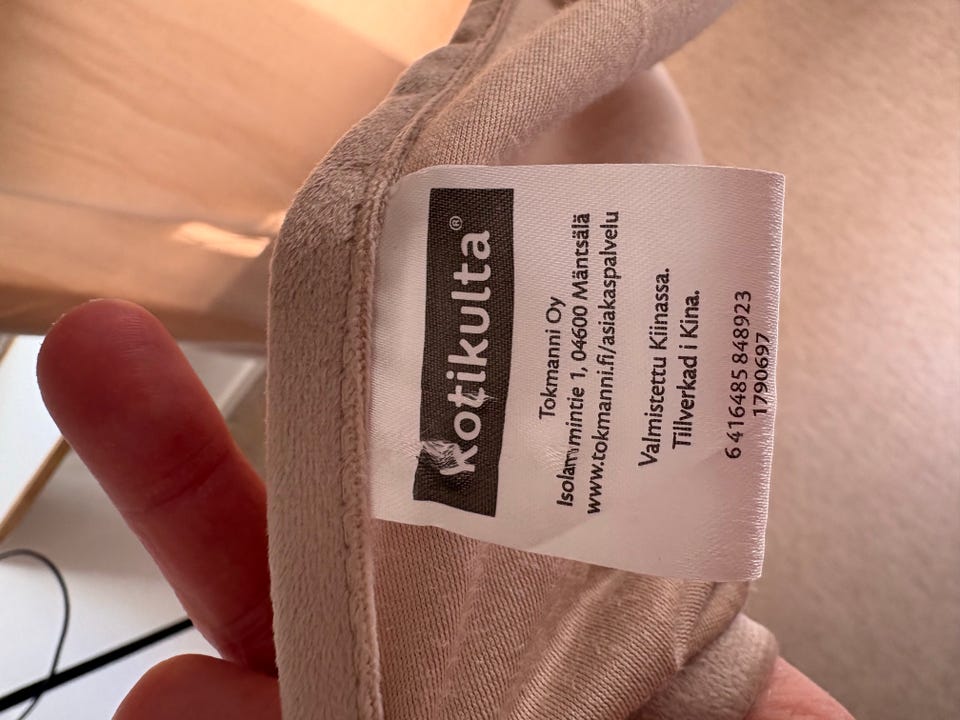 kotikulta®
Tokmanni Oy
Isolammintie 1, 04600 Mäntsälä
www.tokmanni.fi/asiakaspalvelu
Valmistettu Kiinassa.
Tillverkad i Kina.
6 416485 848923
1790697